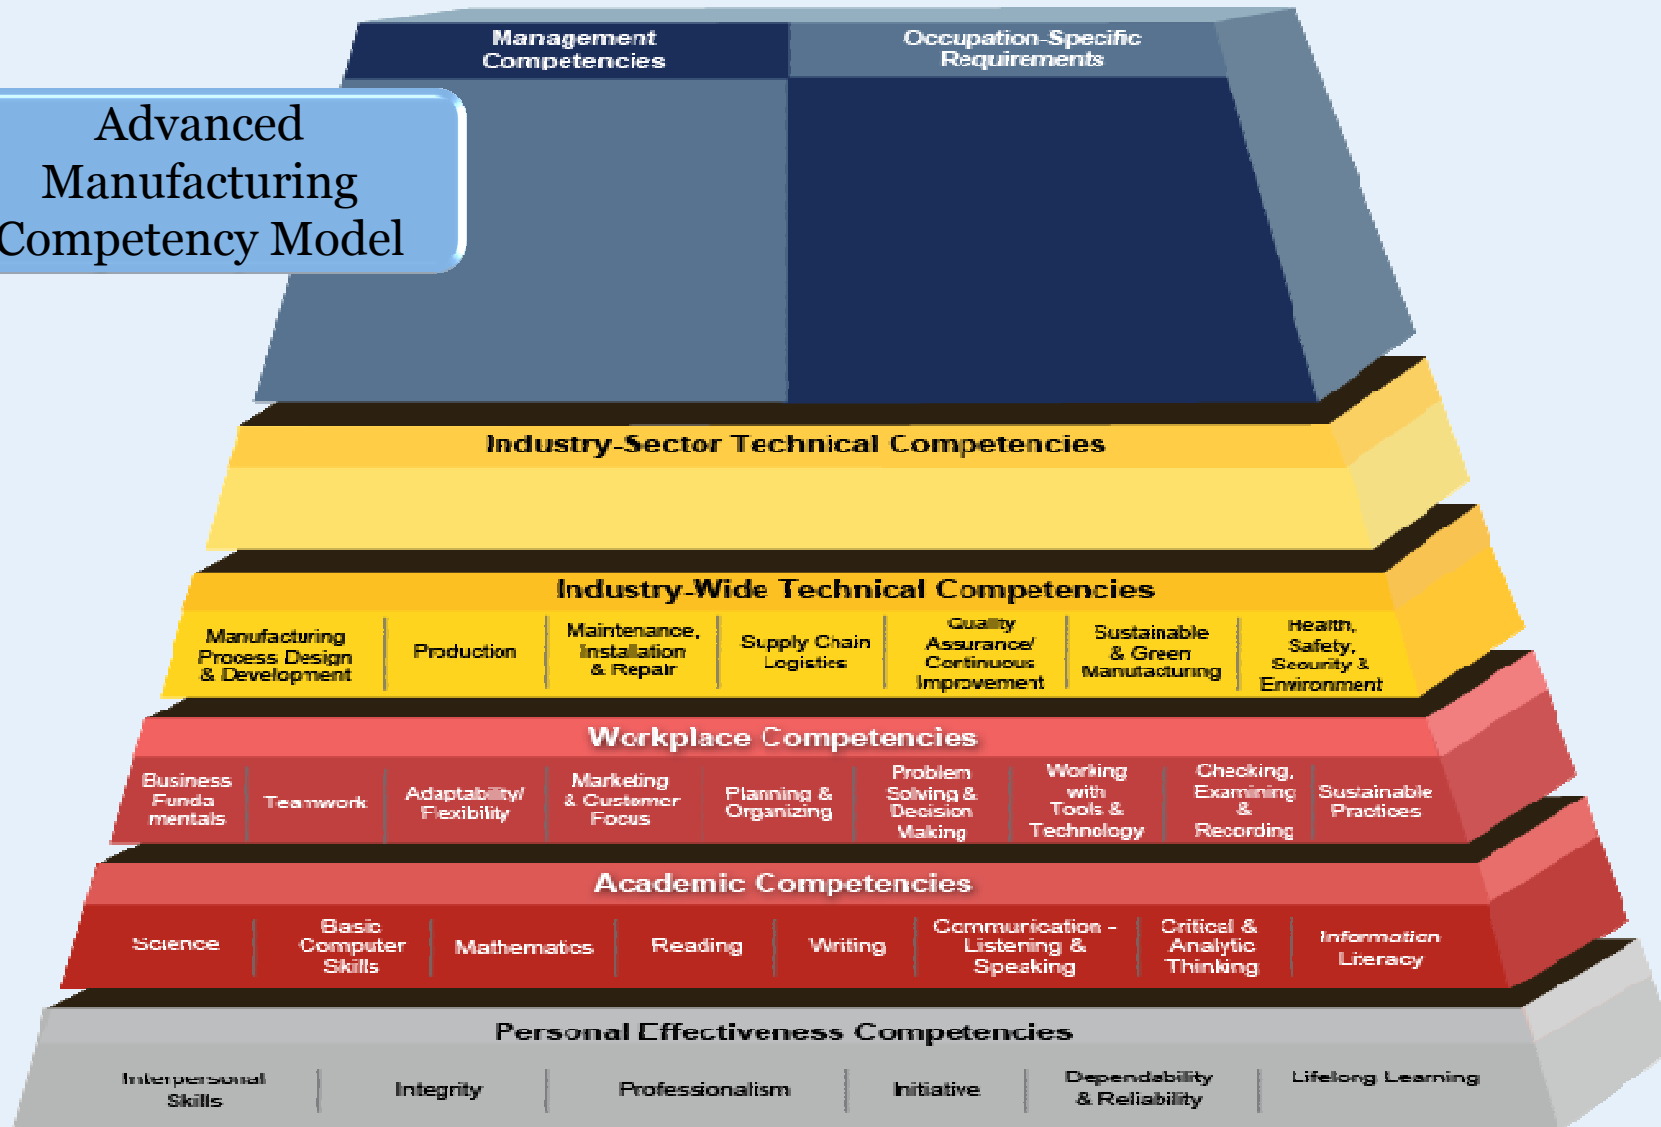 Management
Competencies
Occupation-Specific
Requirements
Advanced
Manufacturing
Competency Model
Industry-Sector Technical Competencies
Industry-Wide Technical Competencies
Manufacturing
Process Design
& Development
Production
Maintenance,
Installation
& Repair
Supply Chain
Logistics
Quality
Assurance/
Continuous
Improvement
Sustainable
& Green
Manufacturing
Health,
Safety,
Security &
Environment
Workplace Competencies
Business
Funda
mentals
Teamwork
Adaptability/
Flexibility
Marketing
& Customer
Focus
Planning &
Organizing
Problem
Solving &
Decision
Making
Working
with
Tools &
Technology
Checking,
Examining
&
Recording
Sustainable
Practices
Academic Competencies
Science
Basic
Computer
Skills
Mathematics
Reading
Writing
Communication -
Listening &
Speaking
Critical &
Analytic
Thinking
Information
Literacy
Personal Effectiveness Competencies
Interpersonal
Skills
Integrity
Professionalism
Initiative
Dependability
& Reliability
Lifelong Learning